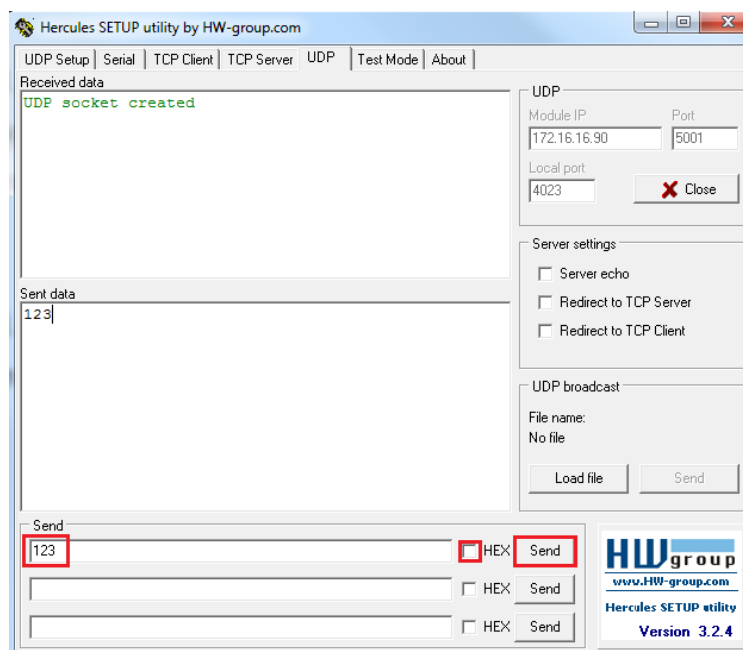 Hercules SETUP utility by HW-group.com
UDP Setup Serial TCP Client TCP Server UDP Test Mode About
Received data
UDP socket created
UDP
Module IP Port
172.16.16.90 5001
Local port
4023 Close
Server settings
Server echo
Redirect to TCP Server
Redirect to TCP Client
Sent data
123
UDP broadcast
File name:
No file
Load file Send
Send
123 HEX Send
HEX Send
HEX Send
HWgroup
www.HW-group.com
Hercules SETUP utility
Version 3.2.4